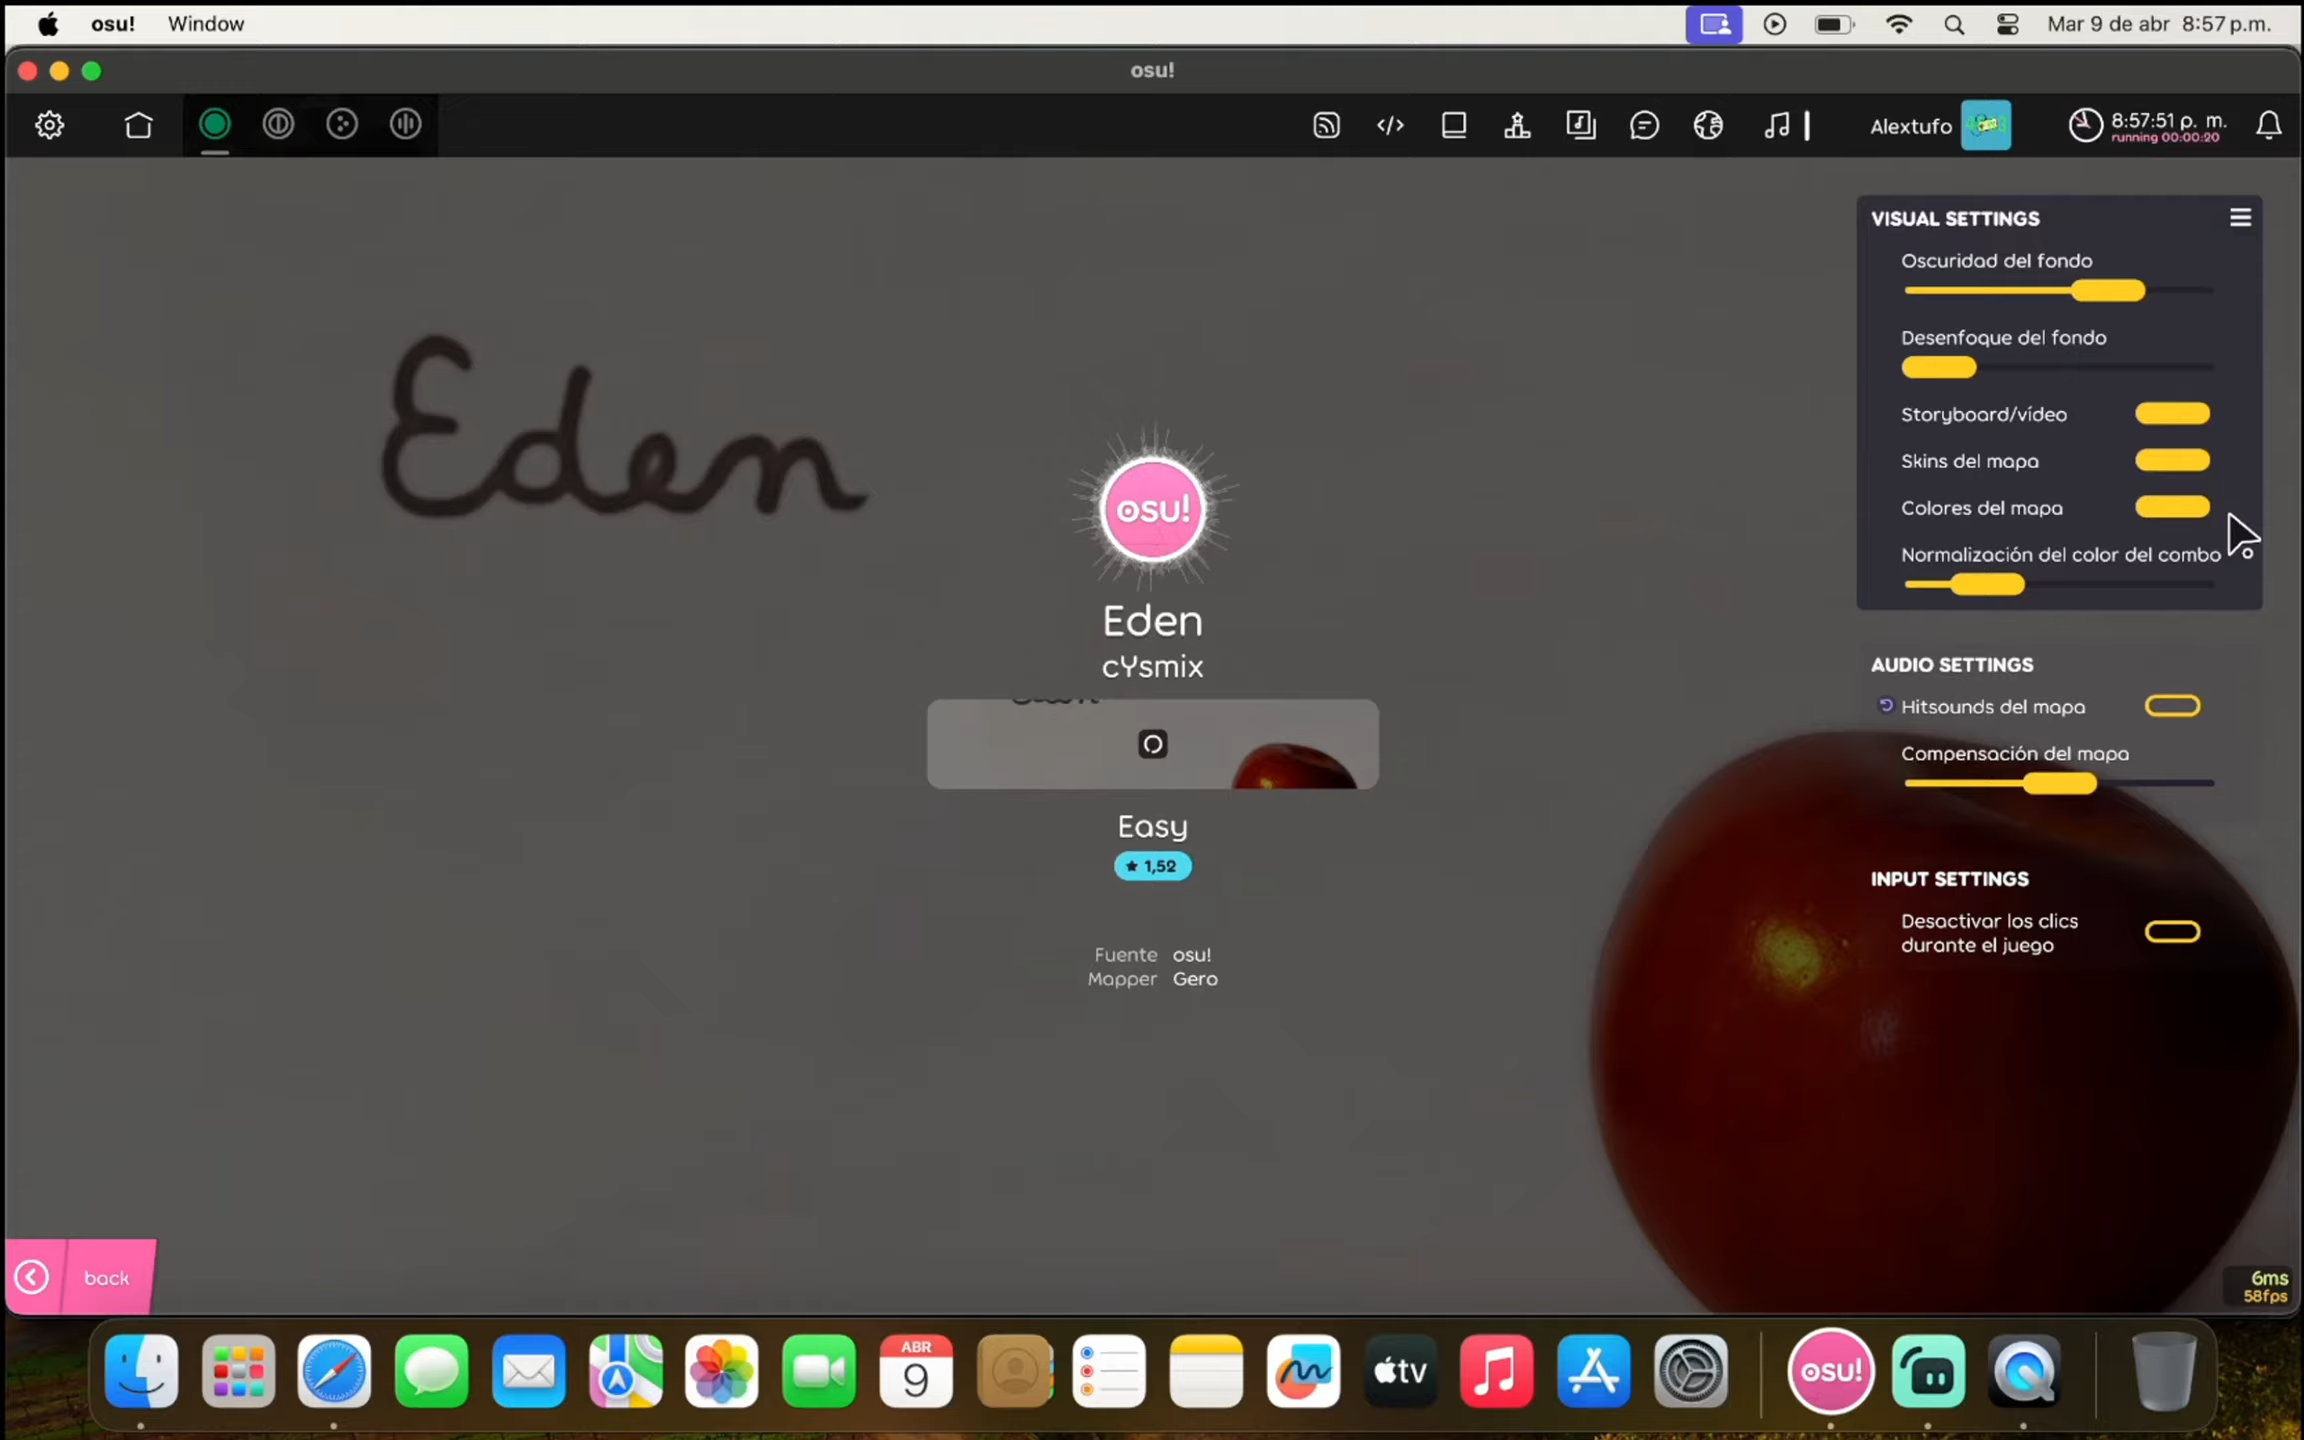 osu!
Window
Mar 9 de abr 8:57 p.m.
osu!
Alextufo
8:57:51 p. m.
running 00:00:20
VISUAL SETTINGS
Oscuridad del fondo
Desenfoque del fondo
Storyboard/vídeo
Skins del mapa
Colores del mapa
Normalización del color del combo
Eden
osu!
Eden
cYsmix
Easy
1,52
Fuente osu!
Mapper Gero
AUDIO SETTINGS
Hitsounds del mapa
Compensación del mapa
INPUT SETTINGS
Desactivar los clics
durante el juego
back
6ms
58fps
ABR
9
tv
osu!